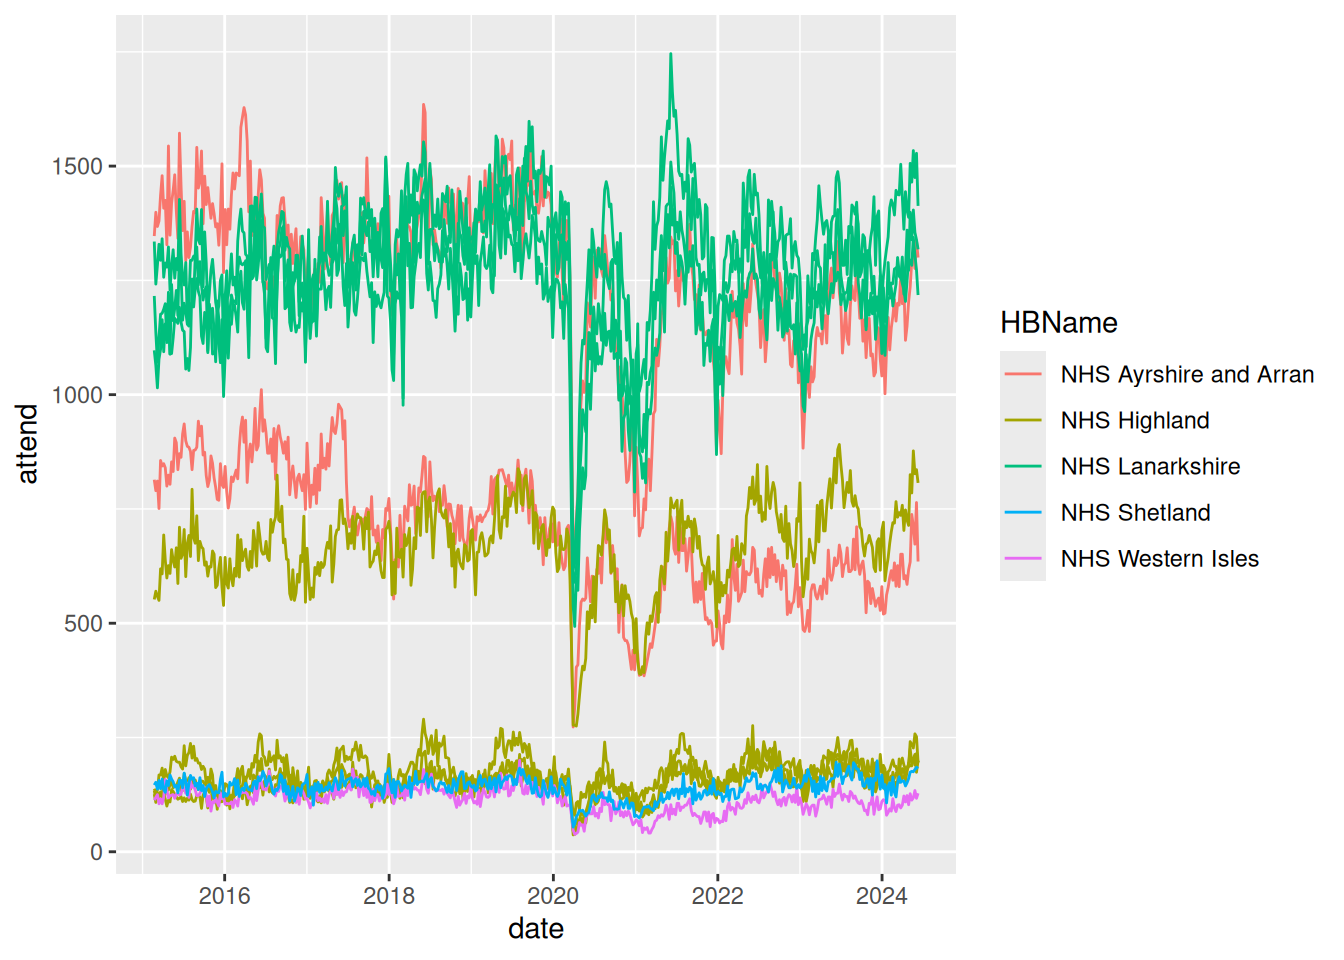 1500
1000
500
0
attend
2016 2018 2020 2022 2024
date
HBName
NHS Ayrshire and Arran
NHS Highland
NHS Lanarkshire
NHS Shetland
NHS Western Isles